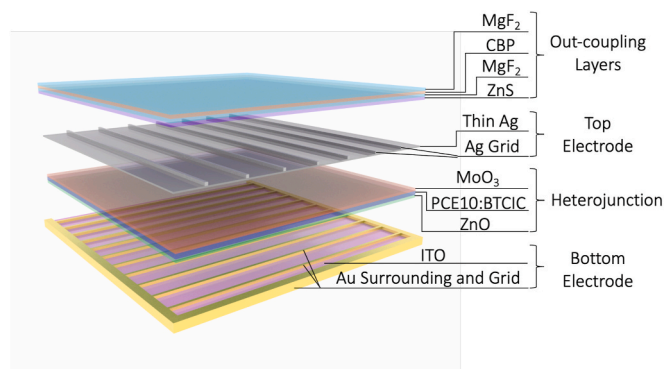 MgF₂
CBP
MgF₂
ZnS
Out-coupling
Layers
Thin Ag
Ag Grid
Top
Electrode
MoO₃
PCE10:BTCIC
ZnO
Heterojunction
ITO
Au Surrounding and Grid
Bottom
Electrode